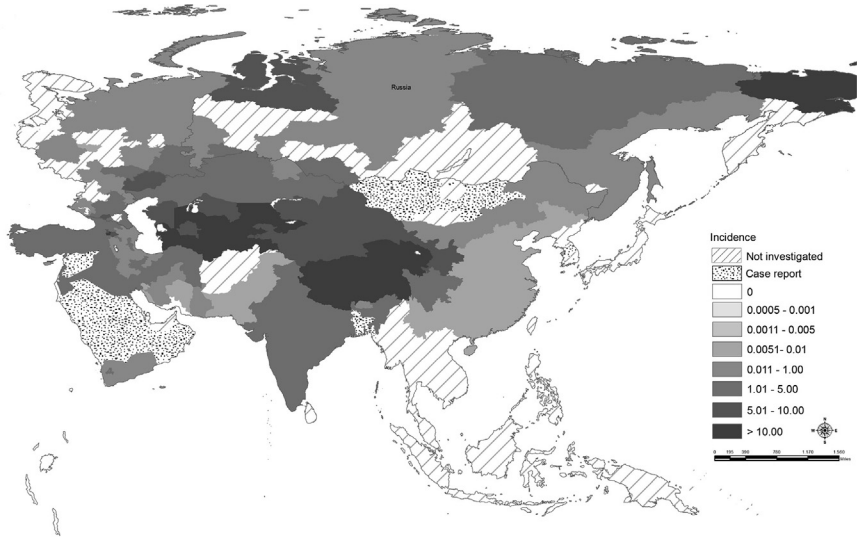 Russia
Incidence
Not investigated
Case report
0
0.0005 - 0.001
0.0011 - 0.005
0.0051- 0.01
0.011 - 1.00
1.01 - 5.00
5.01 - 10.00
> 10.00